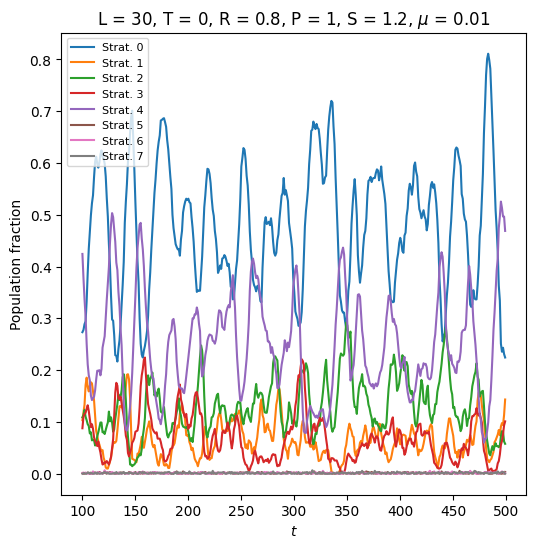 L = 30, T = 0, R = 0.8, P = 1, S = 1.2, μ = 0.01
Strat. 0
Strat. 1
Strat. 2
Strat. 3
Strat. 4
Strat. 5
Strat. 6
Strat. 7
Population fraction
0.8
0.7
0.6
0.5
0.4
0.3
0.2
0.1
0.0
100 150 200 250 300 350 400 450 500
t